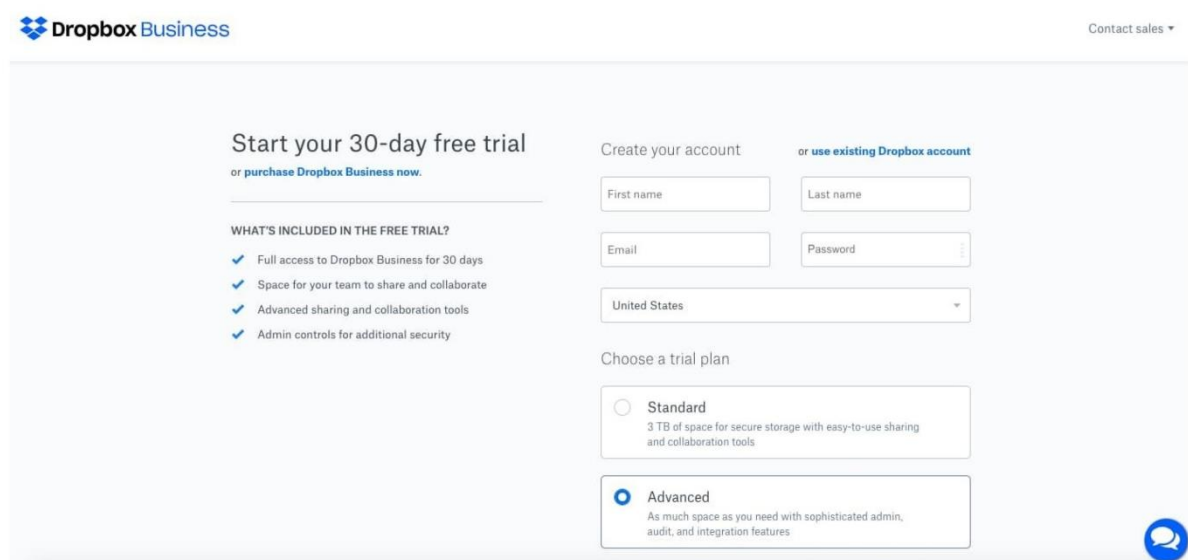 Dropbox Business
Contact sales
Start your 30-day free trial
or purchase Dropbox Business now.
WHAT'S INCLUDED IN THE FREE TRIAL?
Full access to Dropbox Business for 30 days
Space for your team to share and collaborate
Advanced sharing and collaboration tools
Admin controls for additional security
Create your account
or use existing Dropbox account
First name
Last name
Email
Password
United States
Choose a trial plan
Standard
3 TB of space for secure storage with easy-to-use sharing
and collaboration tools
Advanced
As much space as you need with sophisticated admin,
audit, and integration features